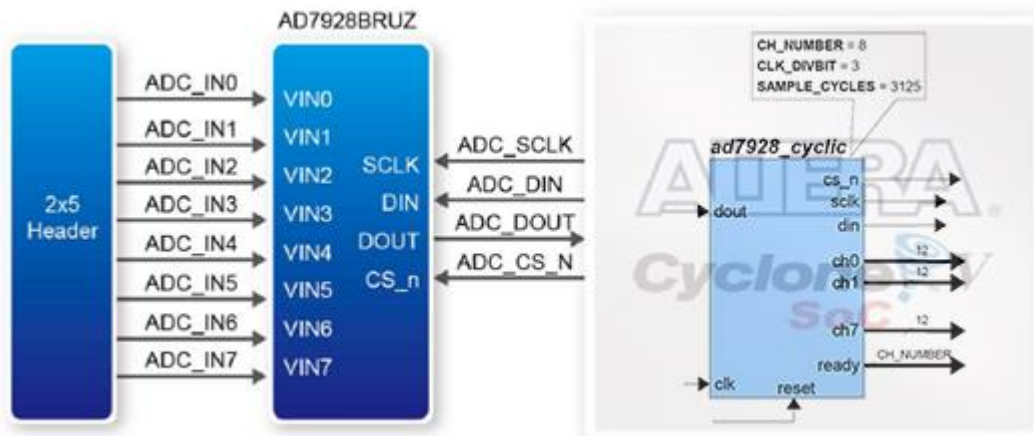 AD7928BRUZ
2x5
Header
ADC_IN0
ADC_IN1
ADC_IN2
ADC_IN3
ADC_IN4
ADC_IN5
ADC_IN6
ADC_IN7
VIN0
VIN1
VIN2
VIN3
VIN4
VIN5
VIN6
VIN7
SCLK
DIN
DOUT
CS_n
ADC_SCLK
ADC_DIN
ADC_DOUT
ADC_CS_N
CH_NUMBER = 8
CLK_DIVBIT = 3
SAMPLE_CYCLES = 3125
ad7928_cyclic
dout
clk
reset
cs_n
sclk
din
ch0
12
ch1
12
ch7
12
ready
CH_NUMBER
Cyclone V
SoC